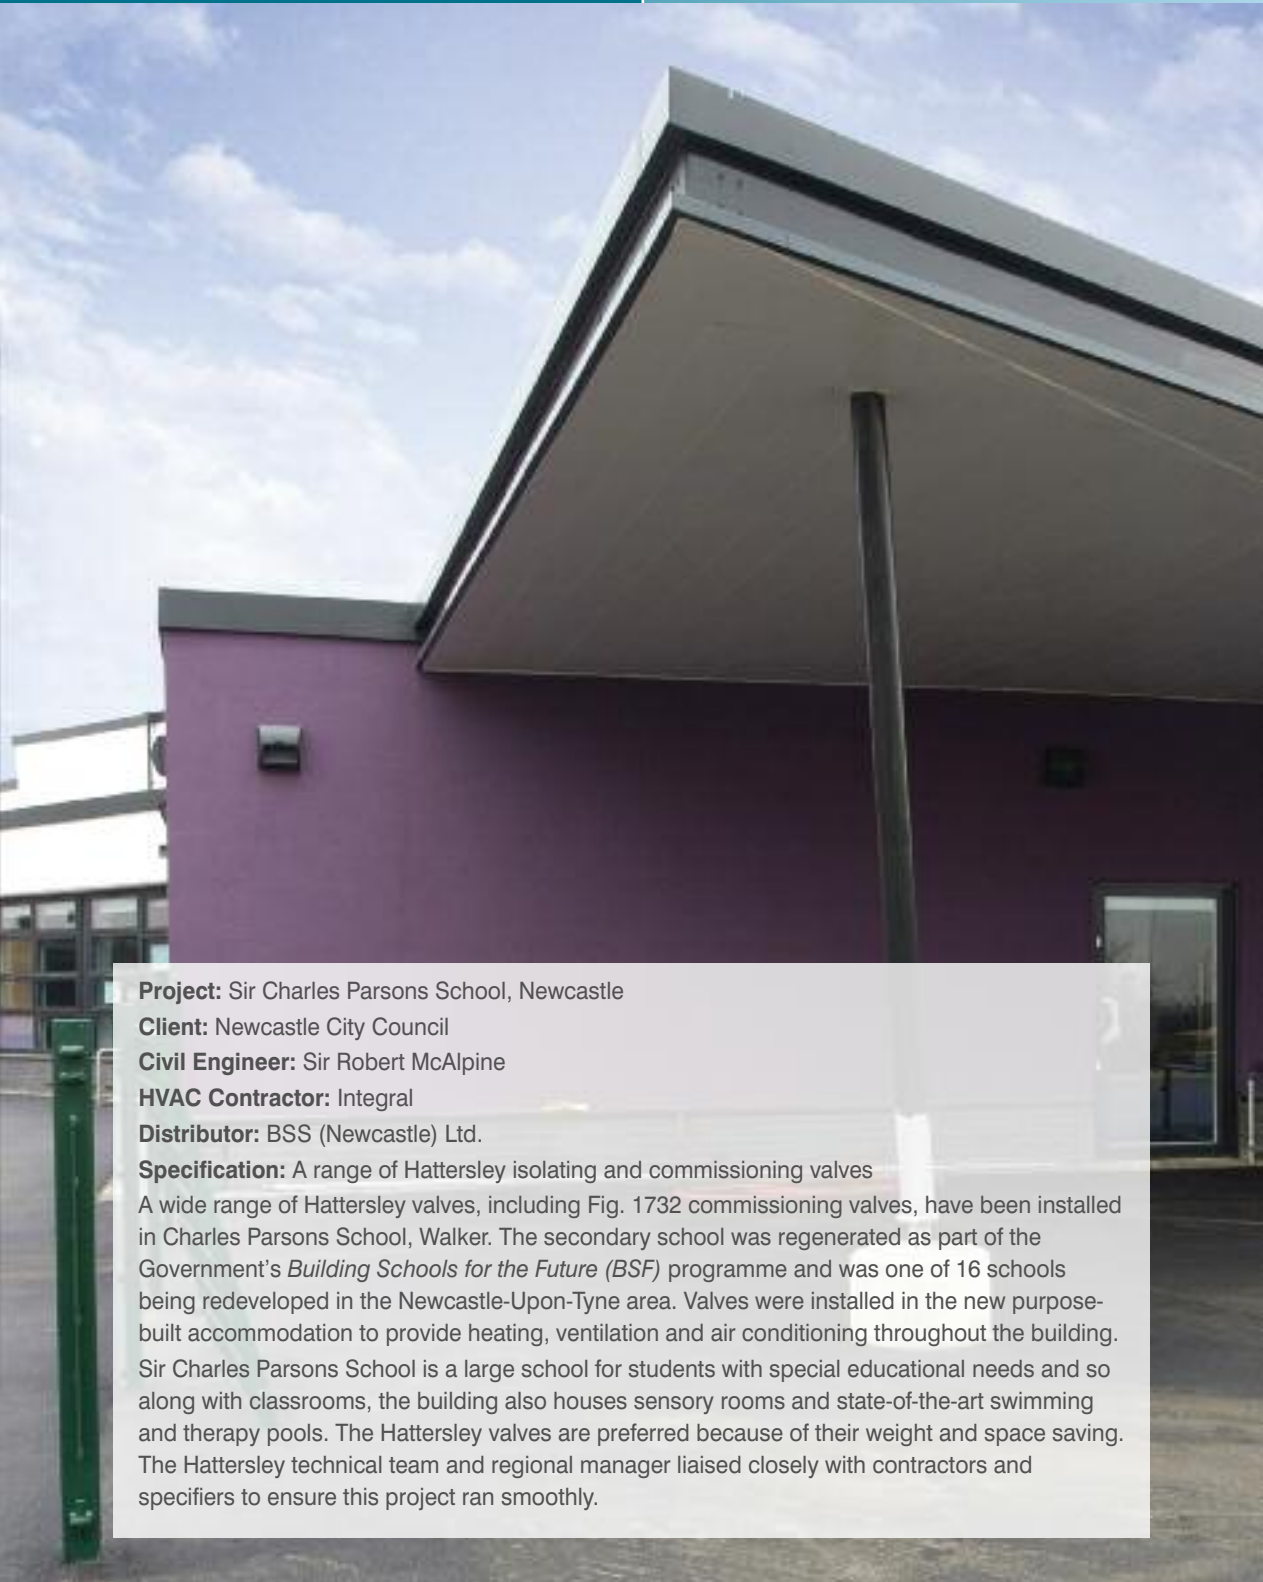 Project: Sir Charles Parsons School, Newcastle
Client: Newcastle City Council
Civil Engineer: Sir Robert McAlpine
HVAC Contractor: Integral
Distributor: BSS (Newcastle) Ltd.
Specification: A range of Hattersley isolating and commissioning valves
A wide range of Hattersley valves, including Fig. 1732 commissioning valves, have been installed
in Charles Parsons School, Walker. The secondary school was regenerated as part of the
Government's Building Schools for the Future (BSF) programme and was one of 16 schools
being redeveloped in the Newcastle-Upon-Tyne area. Valves were installed in the new purpose-
built accommodation to provide heating, ventilation and air conditioning throughout the building.
Sir Charles Parsons School is a large school for students with special educational needs and so
along with classrooms, the building also houses sensory rooms and state-of-the-art swimming
and therapy pools. The Hattersley valves are preferred because of their weight and space saving.
The Hattersley technical team and regional manager liaised closely with contractors and
specifiers to ensure this project ran smoothly.